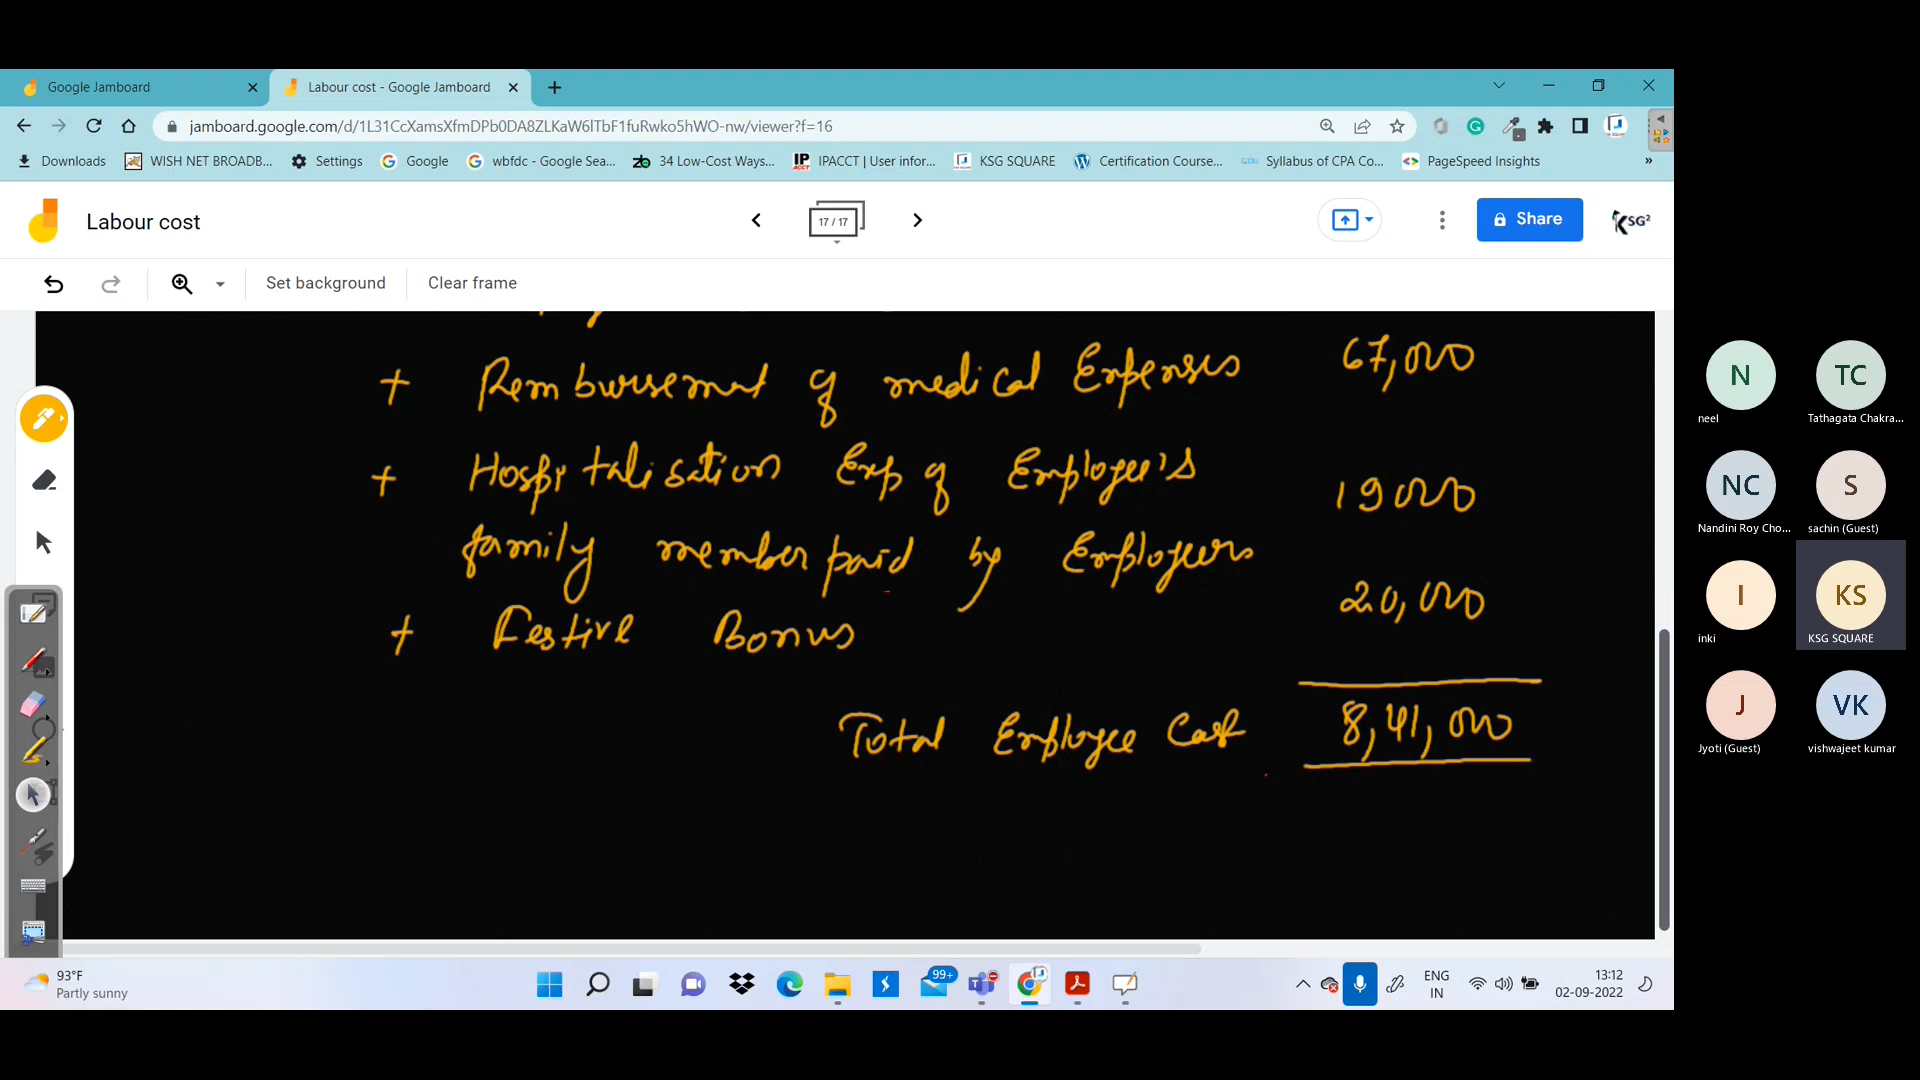 Google Jamboard
Labour cost - Google Jamboard
jamboard.google.com/d/1L31CcXamsXfmDPb0DA8ZLKaW6lTbF1fuRwko5hWO-nw/viewer?f=16
Downloads WISH NET BROADB... Settings Google wbfdc - Google Sea... 34 Low-Cost Ways... IPACCT | User infor... KSG SQUARE Certification Course... Syllabus of CPA Co... PageSpeed Insights »
Labour cost
17 / 17
Share
KSG²
Set background Clear frame
+ Reimbursement of medical Expenses 67,000
+ Hospitalisation Exp of Employee's 19000
family member paid by Employers
+ Festive Bonus 20,000
Total Employee Cost 8,41,000
N TC
neel Tathagata Chakra...
NC S
Nandini Roy Cho... sachin (Guest)
I KS
inki KSG SQUARE
J VK
Jyoti (Guest) vishwajeet kumar
93°F
Partly sunny
99+
ENG
IN
13:12
02-09-2022